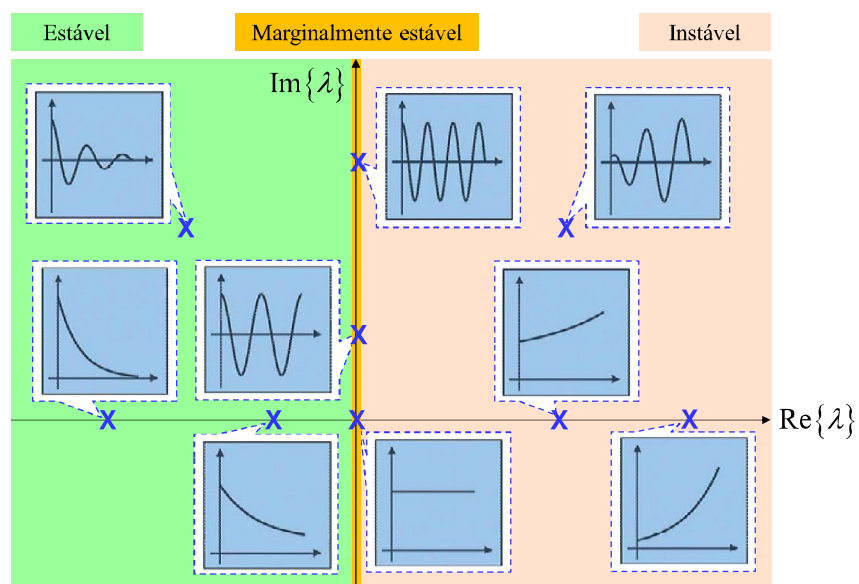 Estável
Marginalmente estável
Instável
Im{λ}
X
X
X
X
X
X
X
X
Re{λ}